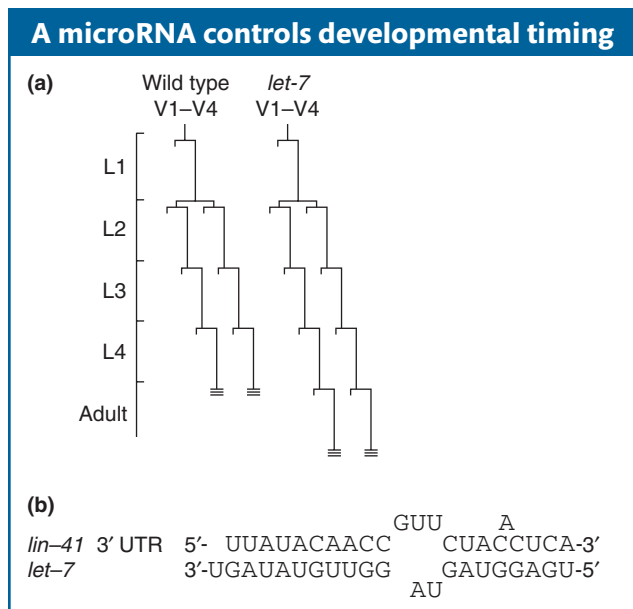 A microRNA controls developmental timing
(a)
Wild type let-7
V1–V4 V1–V4
L1
L2
L3
L4
Adult
(b)
GUU A
lin–41 3′ UTR 5′- UUAUACAACC CUACCUCA-3′
let–7 3′-UGAUAUGUUGG GAUGGAGU-5′
AU